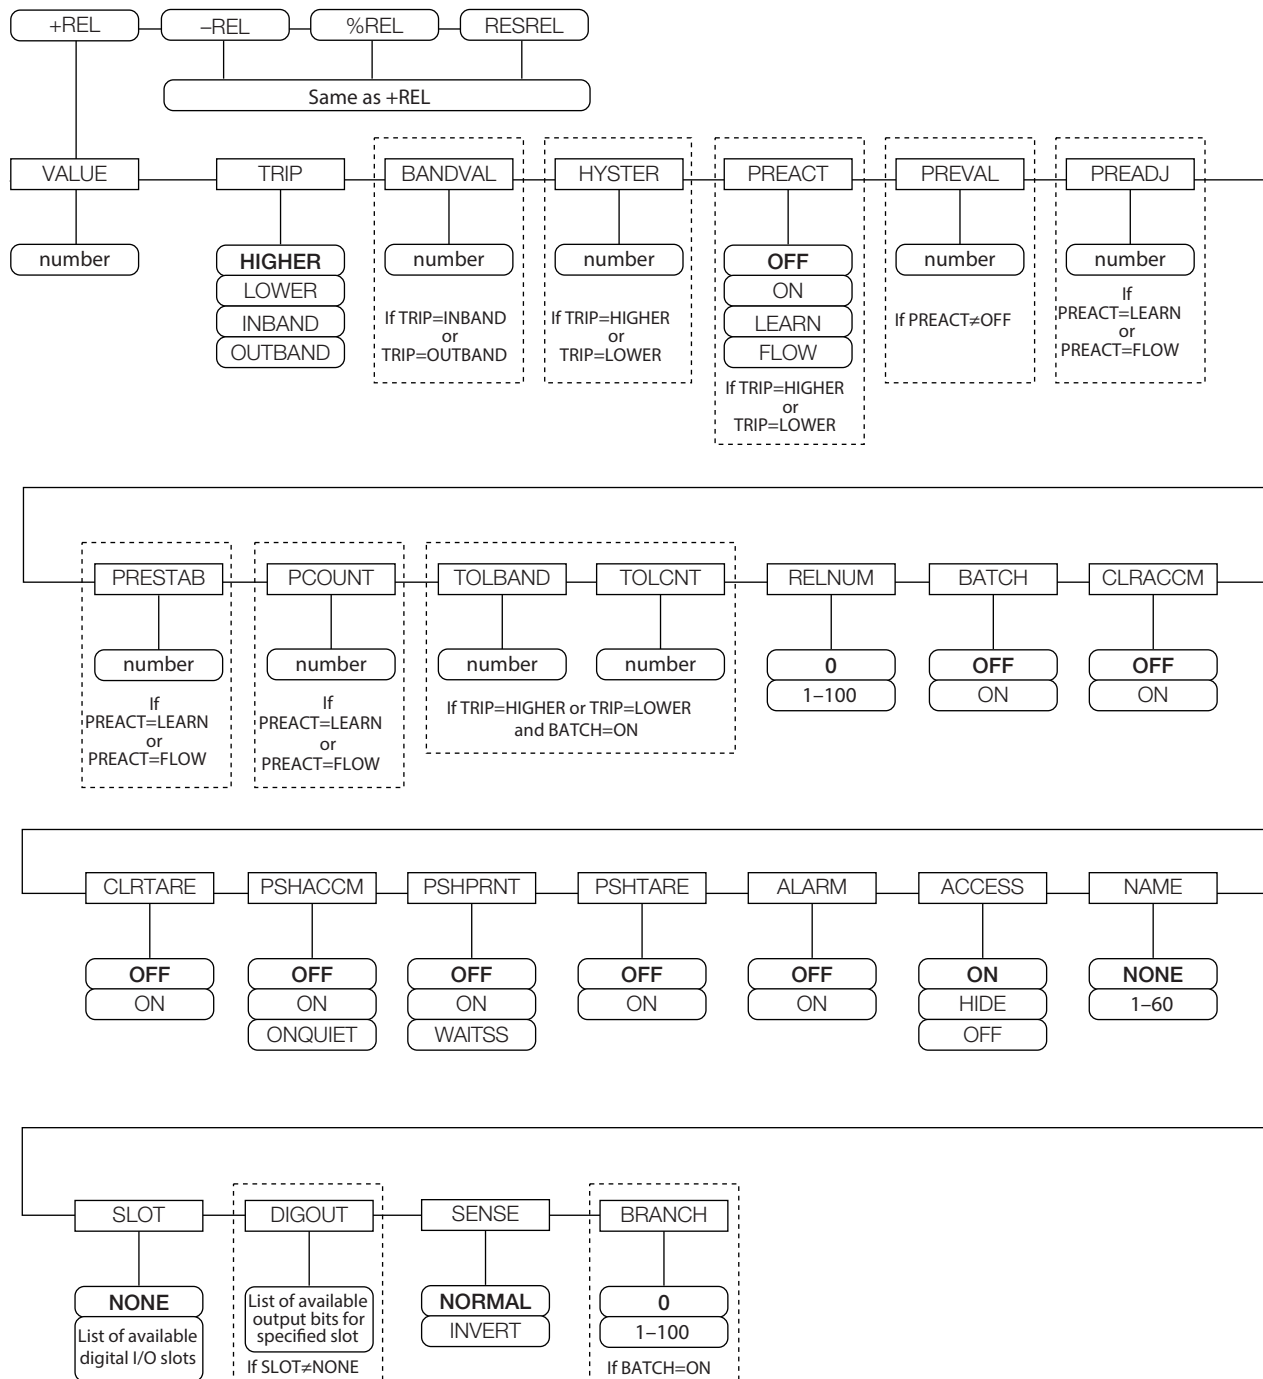 +REL –REL %REL RESREL
Same as +REL
VALUE TRIP BANDVAL HYSTER PREACT PREVAL PREADJ
number
HIGHER
LOWER
INBAND
OUTBAND
number
If TRIP=INBAND
or
TRIP=OUTBAND
number
If TRIP=HIGHER
or
TRIP=LOWER
OFF
ON
LEARN
FLOW
If TRIP=HIGHER
or
TRIP=LOWER
number
If PREACT≠OFF
number
If
PREACT=LEARN
or
PREACT=FLOW
PRESTAB PCOUNT TOLBAND TOLCNT RELNUM BATCH CLRACCM
number
If
PREACT=LEARN
or
PREACT=FLOW
number
If
PREACT=LEARN
or
PREACT=FLOW
number number
If TRIP=HIGHER or TRIP=LOWER
and BATCH=ON
0
1–100
OFF
ON
OFF
ON
CLRTARE PSHACCM PSHPRNT PSHTARE ALARM ACCESS NAME
OFF
ON
OFF
ON
ONQUIET
OFF
ON
WAITSS
OFF
ON
OFF
ON
ON
HIDE
OFF
NONE
1–60
SLOT DIGOUT SENSE BRANCH
NONE
List of available
digital I/O slots
List of available
output bits for
specified slot
If SLOT≠NONE
NORMAL
INVERT
0
1–100
If BATCH=ON